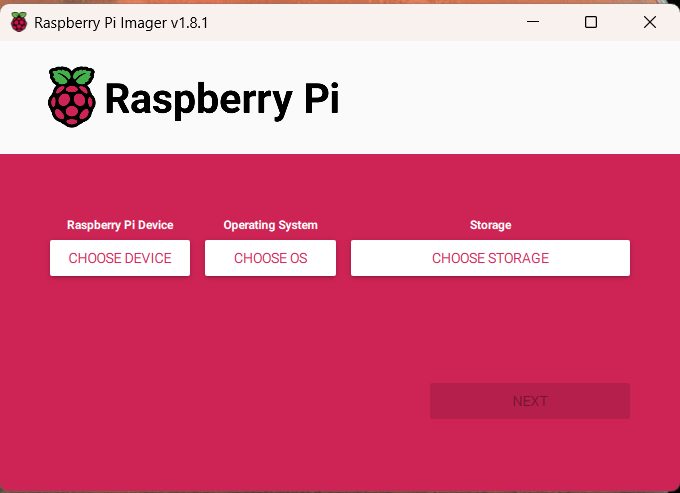 Raspberry Pi Imager v1.8.1
Raspberry Pi
Raspberry Pi Device
Operating System
Storage
CHOOSE DEVICE
CHOOSE OS
CHOOSE STORAGE
NEXT